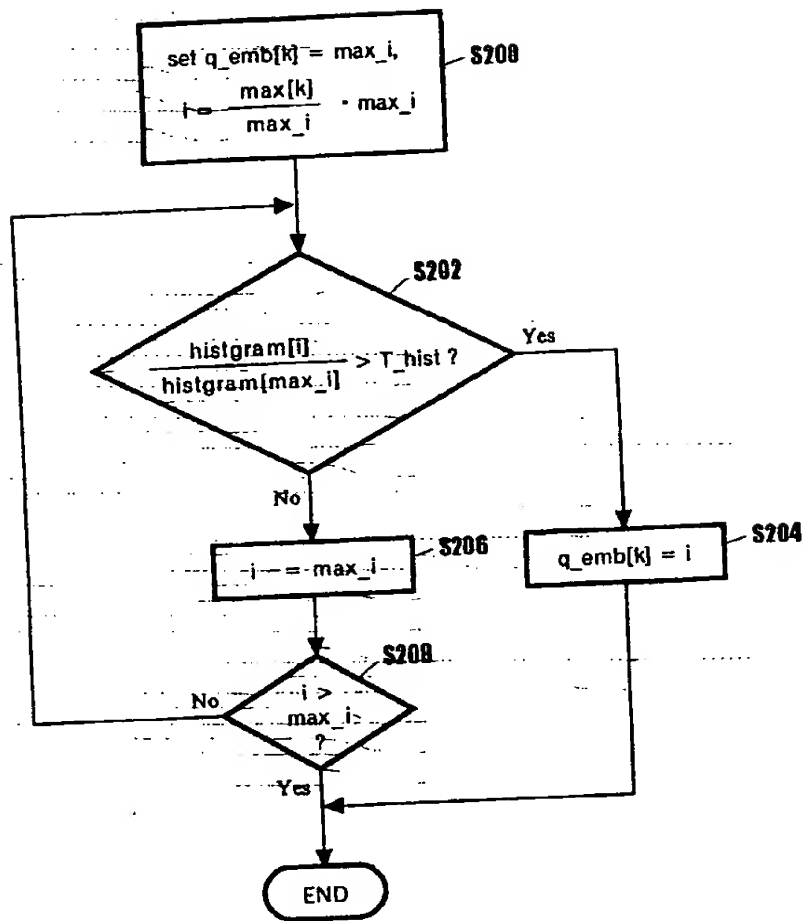 set q_emb[k] = max_i,
i = max[k] / max_i · max_i
S200
S202
histgram[i] / histgram[max_i] > T_hist ?
Yes
No
S206
i -= max_i
S204
q_emb[k] = i
S208
i >
max_i
?
No
Yes
END